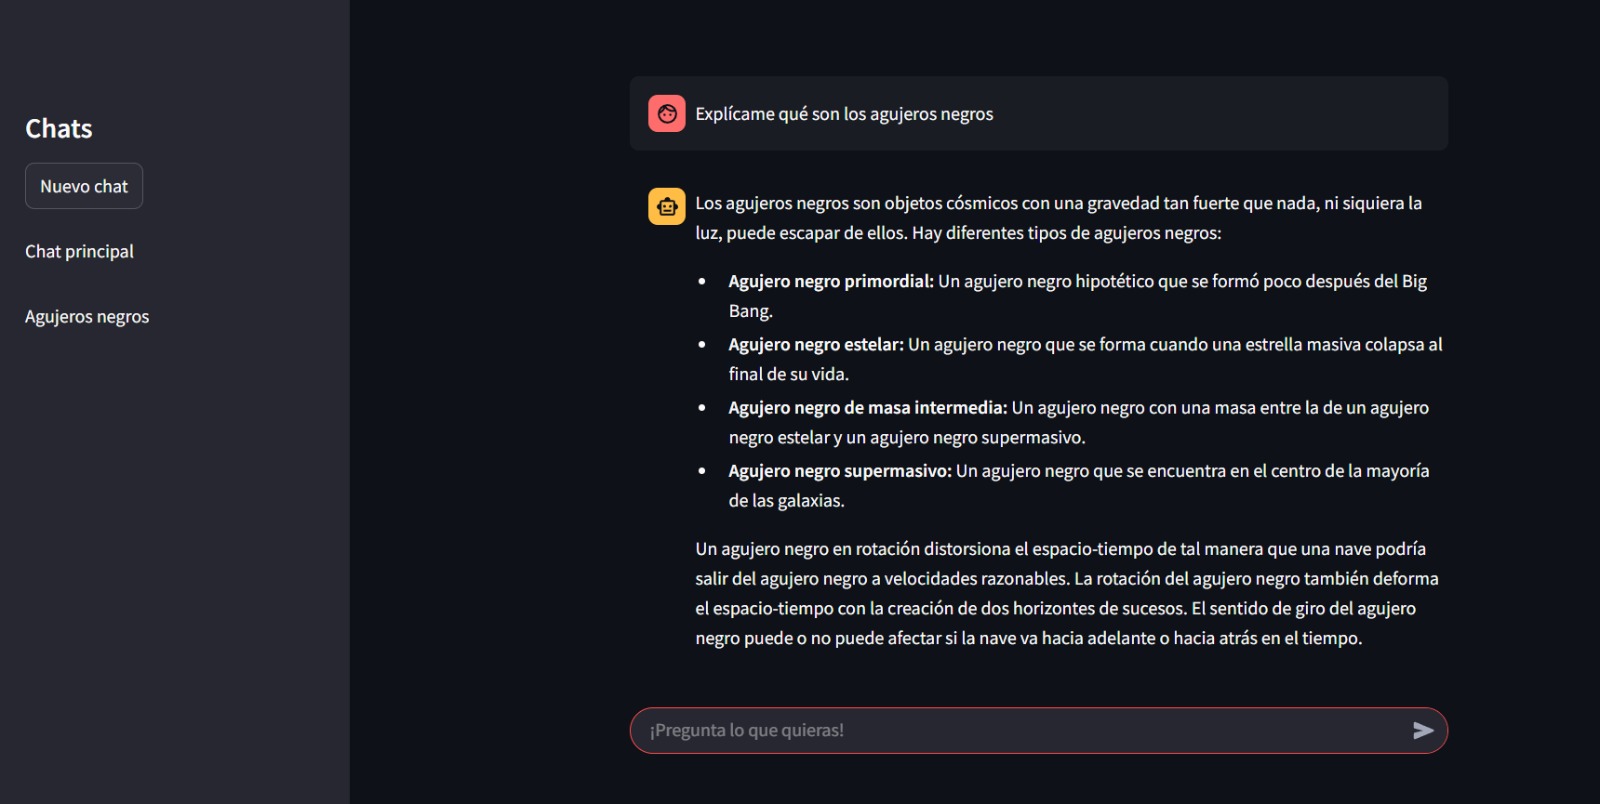 Chats
Nuevo chat
Chat principal
Agujeros negros
Explícame qué son los agujeros negros
Los agujeros negros son objetos cósmicos con una gravedad tan fuerte que nada, ni siquiera la
luz, puede escapar de ellos. Hay diferentes tipos de agujeros negros:
• Agujero negro primordial: Un agujero negro hipotético que se formó poco después del Big
Bang.
• Agujero negro estelar: Un agujero negro que se forma cuando una estrella masiva colapsa al
final de su vida.
• Agujero negro de masa intermedia: Un agujero negro con una masa entre la de un agujero
negro estelar y un agujero negro supermasivo.
• Agujero negro supermasivo: Un agujero negro que se encuentra en el centro de la mayoría
de las galaxias.
Un agujero negro en rotación distorsiona el espacio-tiempo de tal manera que una nave podría
salir del agujero negro a velocidades razonables. La rotación del agujero negro también deforma
el espacio-tiempo con la creación de dos horizontes de sucesos. El sentido de giro del agujero
negro puede o no puede afectar si la nave va hacia adelante o hacia atrás en el tiempo.
¡Pregunta lo que quieras!